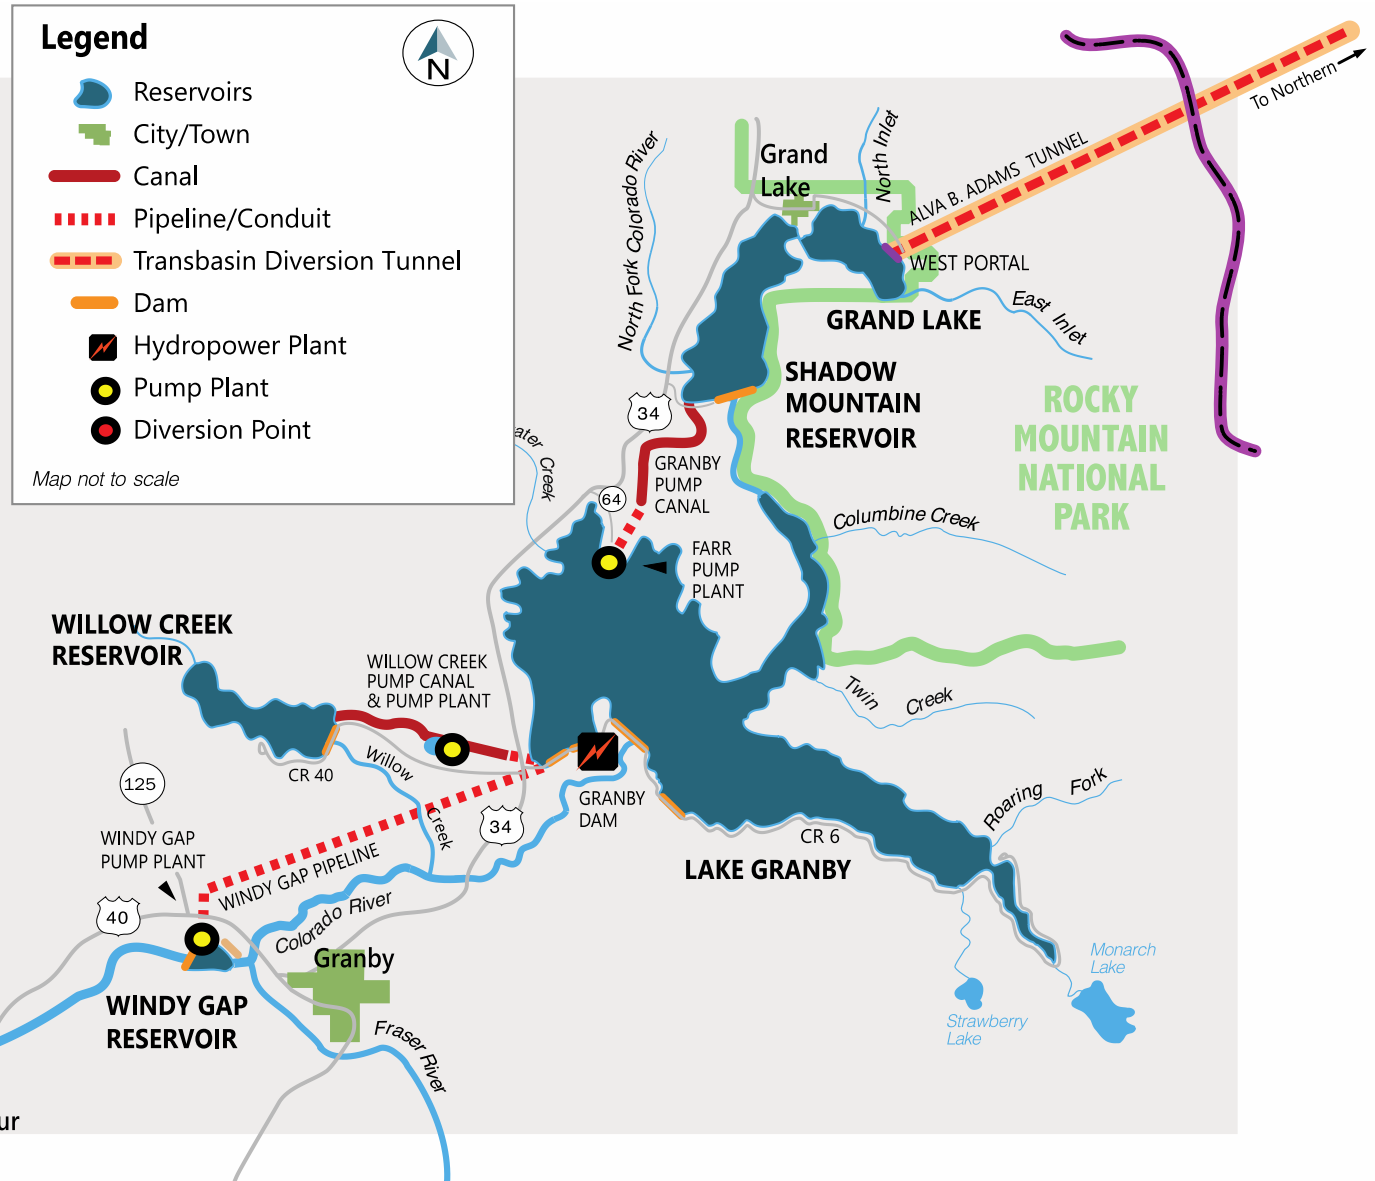 Legend
N
Reservoirs
City/Town
Canal
Pipeline/Conduit
Transbasin Diversion Tunnel
Dam
Hydropower Plant
Pump Plant
Diversion Point
Map not to scale
To Northern
ALVA B. ADAMS TUNNEL
North Inlet
Grand
Lake
North Fork Colorado River
WEST PORTAL
East Inlet
GRAND LAKE
SHADOW
MOUNTAIN
RESERVOIR
ROCKY
MOUNTAIN
NATIONAL
PARK
34
GRANBY
PUMP
CANAL
ater
Creek
64
Columbine Creek
FARR
PUMP
PLANT
WILLOW CREEK
RESERVOIR
WILLOW CREEK
PUMP CANAL
& PUMP PLANT
Twin Creek
CR 40
Willow
Creek
125
GRANBY
DAM
34
Roaring Fork
CR 6
WINDY GAP
PUMP PLANT
LAKE GRANBY
WINDY GAP PIPELINE
40
Colorado River
Granby
Monarch
Lake
WINDY GAP
RESERVOIR
Strawberry
Lake
Fraser River
ur